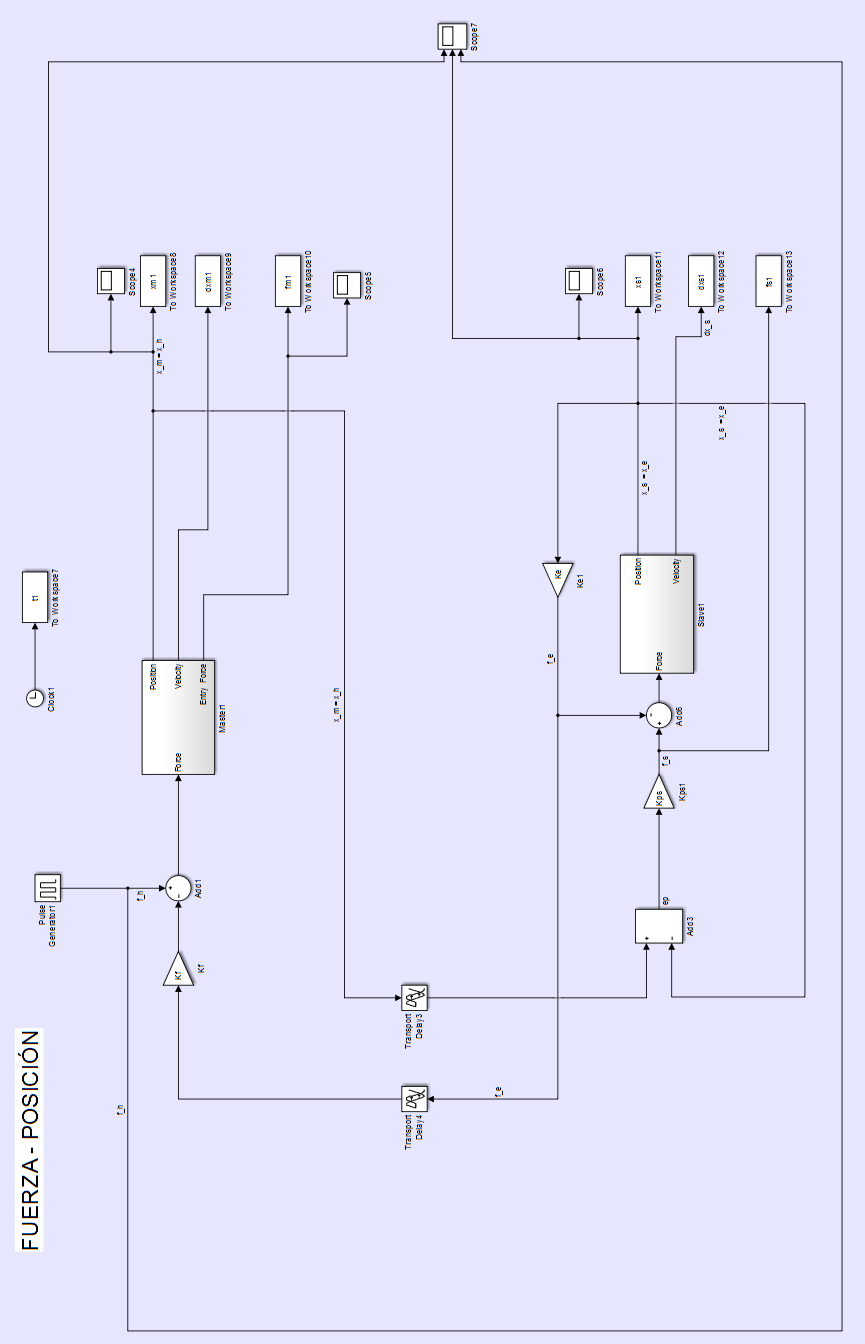 FUERZA - POSICIÓN
Pulse
Generator1
f_h
f_h
Clock1
t1
To Workspace7
Kf
Kf
+
-
Add1
Force
Position
Velocity
Entry Force
Master1
x_m = x_h
Scope4
xm1
To Workspace8
dxm1
To Workspace9
fm1
To Workspace10
Scope5
x_m = x_h
Transport
Delay3
Transport
Delay4
f_e
f_e
Ke
Ke1
+
-
Add3
ep
Kps
Kps1
f_s
+
-
Add6
Force
Position
Velocity
Slave1
x_s = x_e
x_s = x_e
dx_s
Scope6
xs1
To Workspace11
dxs1
To Workspace12
fs1
To Workspace13
Scope7